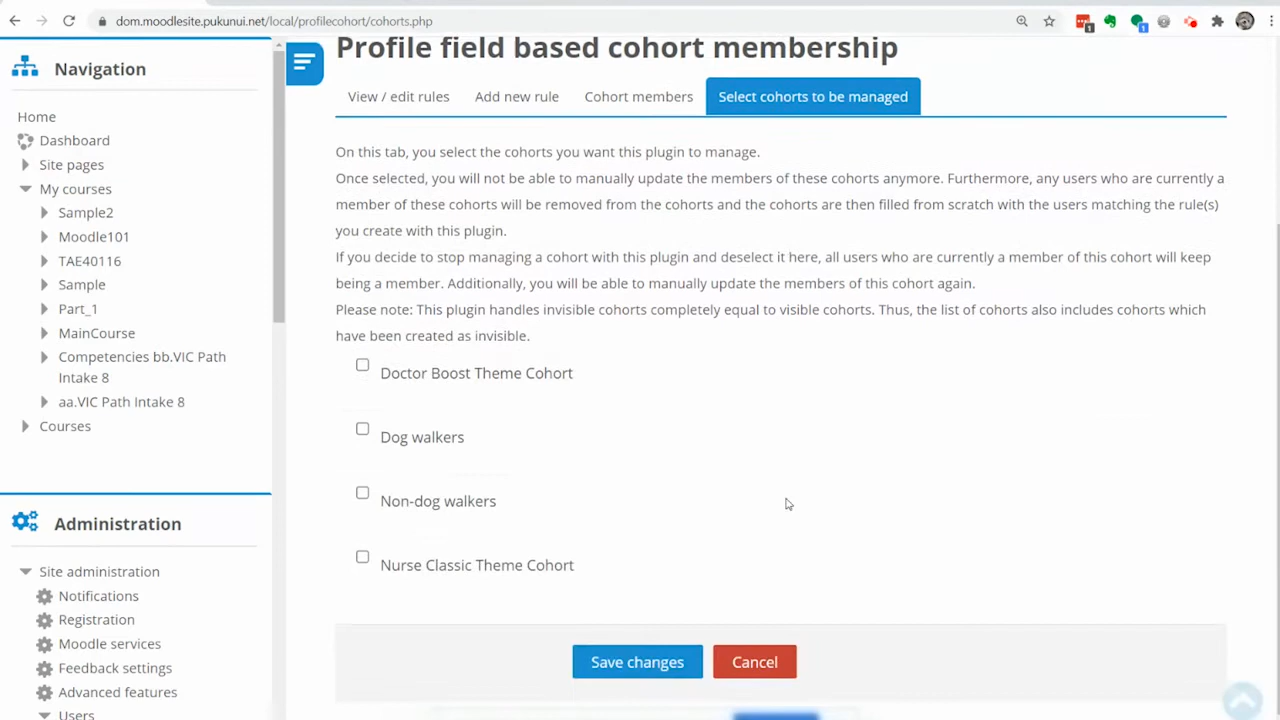 dom.moodlesite.pukunui.net/local/profilecohort/cohorts.php
1
1
Navigation
Home
Dashboard
Site pages
My courses
Sample2
Moodle101
TAE40116
Sample
Part_1
MainCourse
Competencies bb.VIC Path
Intake 8
aa.VIC Path Intake 8
Courses
Administration
Site administration
Notifications
Registration
Moodle services
Feedback settings
Advanced features
Users
Profile field based cohort membership
View / edit rules Add new rule Cohort members Select cohorts to be managed
On this tab, you select the cohorts you want this plugin to manage.
Once selected, you will not be able to manually update the members of these cohorts anymore. Furthermore, any users who are currently a
member of these cohorts will be removed from the cohorts and the cohorts are then filled from scratch with the users matching the rule(s)
you create with this plugin.
If you decide to stop managing a cohort with this plugin and deselect it here, all users who are currently a member of this cohort will keep
being a member. Additionally, you will be able to manually update the members of this cohort again.
Please note: This plugin handles invisible cohorts completely equal to visible cohorts. Thus, the list of cohorts also includes cohorts which
have been created as invisible.
Doctor Boost Theme Cohort
Dog walkers
Non-dog walkers
Nurse Classic Theme Cohort
Save changes Cancel